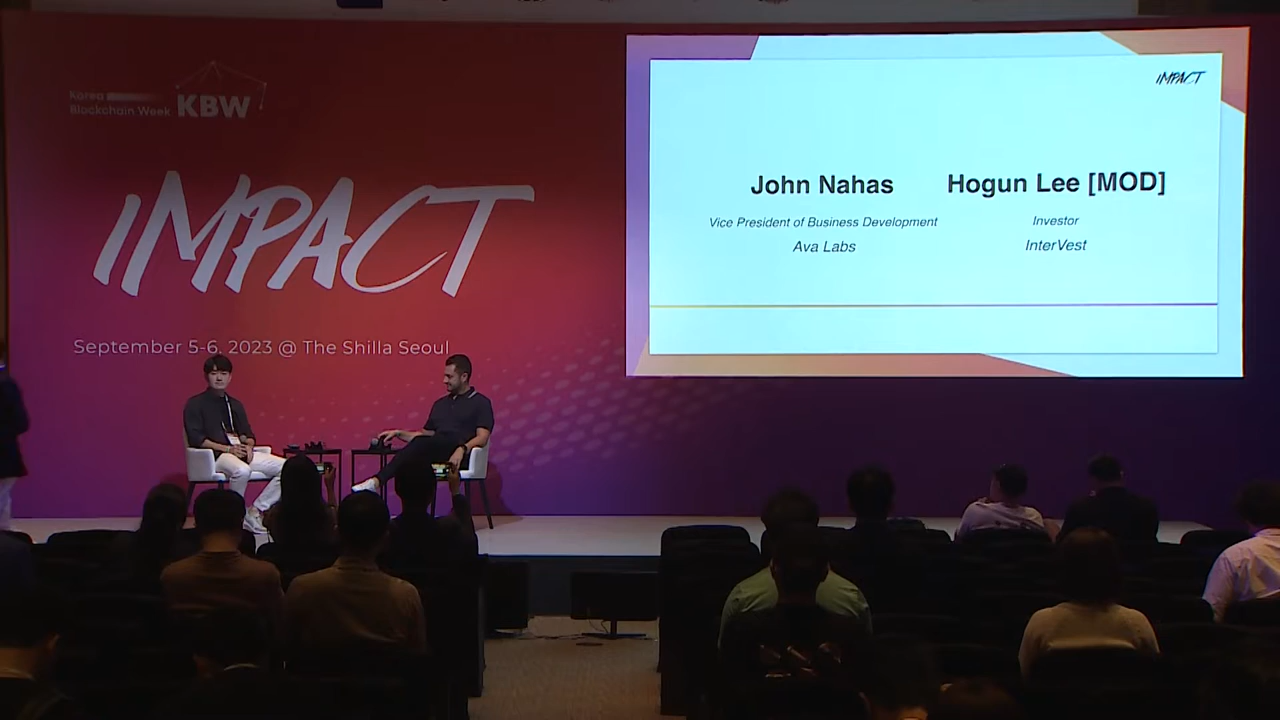 Korea
Blockchain Week KBW
IMPACT
September 5-6, 2023 @ The Shilla Seoul
IMPACT
John Nahas
Vice President of Business Development
Ava Labs
Hogun Lee [MOD]
Investor
InterVest